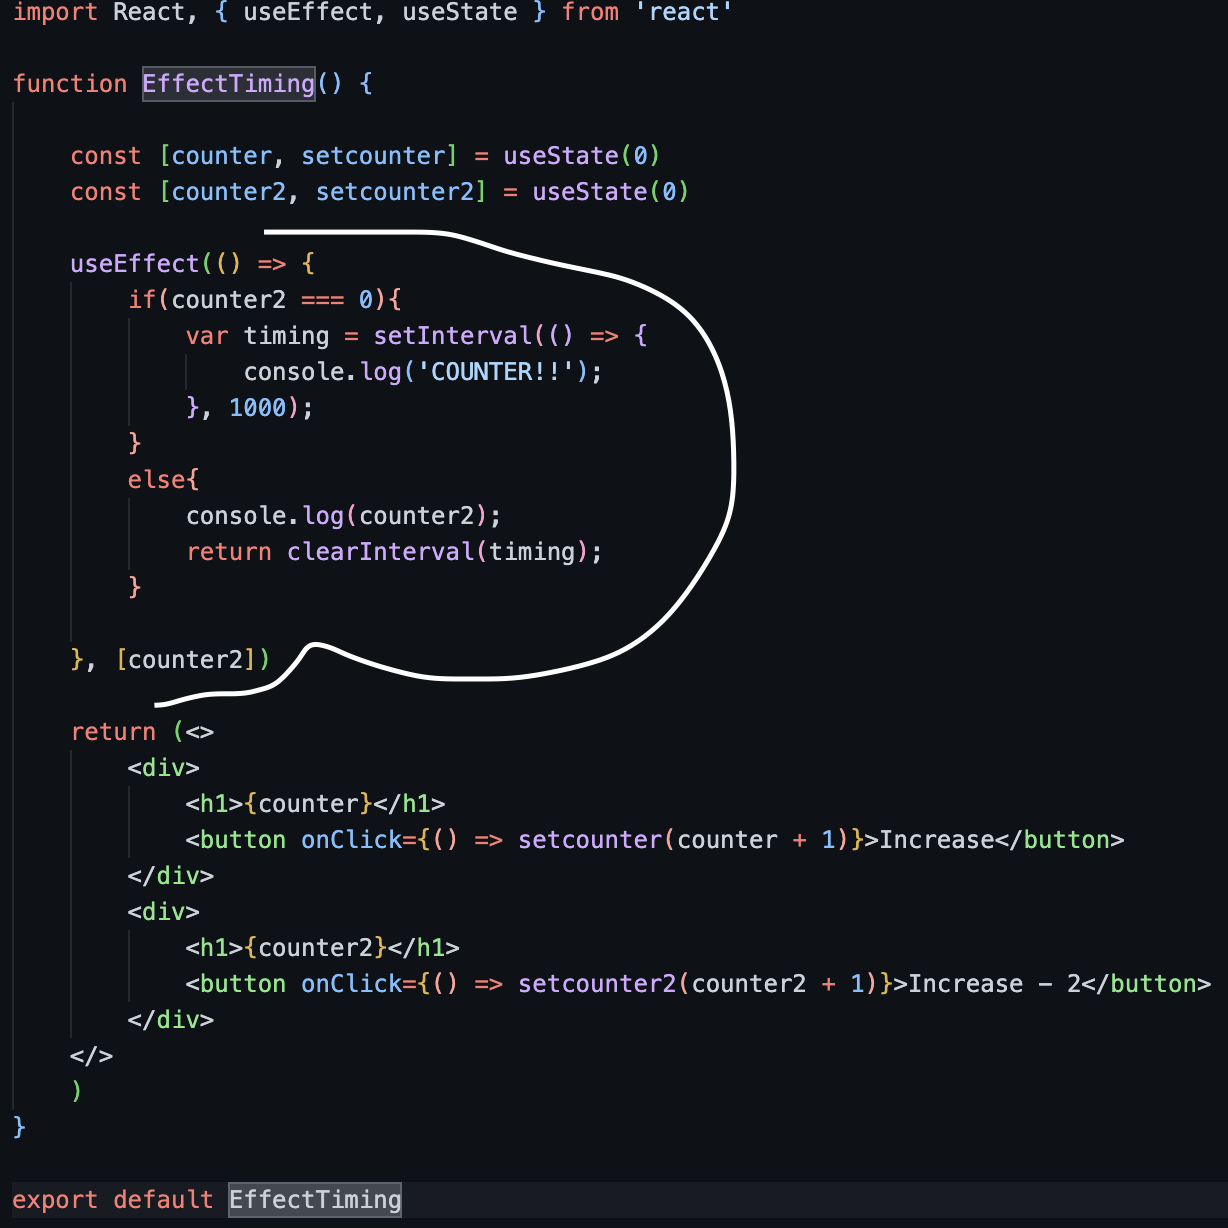 import React, { useEffect, useState } from 'react'
function EffectTiming() {
const [counter, setcounter] = useState(0)
const [counter2, setcounter2] = useState(0)
useEffect(() => {
if(counter2 === 0){
var timing = setInterval(() => {
console.log('COUNTER!!');
}, 1000);
}
else{
console.log(counter2);
return clearInterval(timing);
}
}, [counter2])
return (<>
<div>
<h1>{counter}</h1>
<button onClick={() => setcounter(counter + 1)}>Increase</button>
</div>
<div>
<h1>{counter2}</h1>
<button onClick={() => setcounter2(counter2 + 1)}>Increase - 2</button>
</div>
</>
)
}
export default EffectTiming